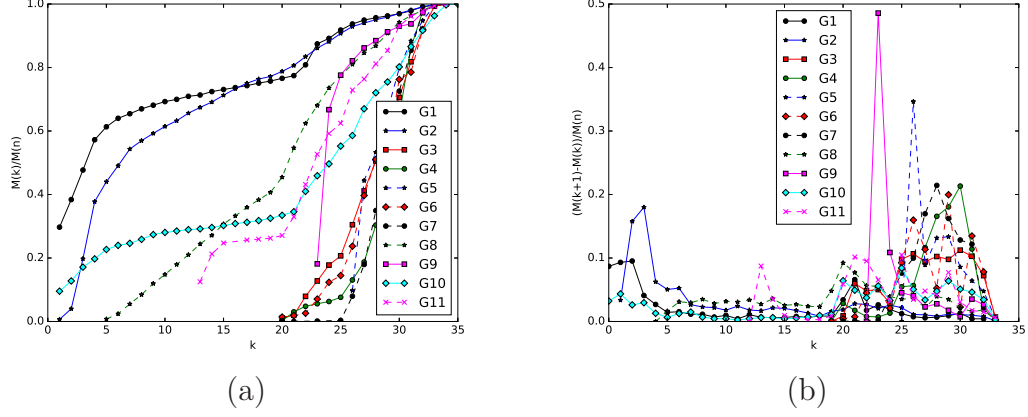 M(k)/M(n)
1.0
0.8
0.6
0.4
0.2
0.0
0 5 10 15 20 25 30 35
k
G1
G2
G3
G4
G5
G6
G7
G8
G9
G10
G11
(a)
(M(k+1)-M(k))/M(n)
0.5
0.4
0.3
0.2
0.1
0.0
0 5 10 15 20 25 30 35
k
G1
G2
G3
G4
G5
G6
G7
G8
G9
G10
G11
(b)